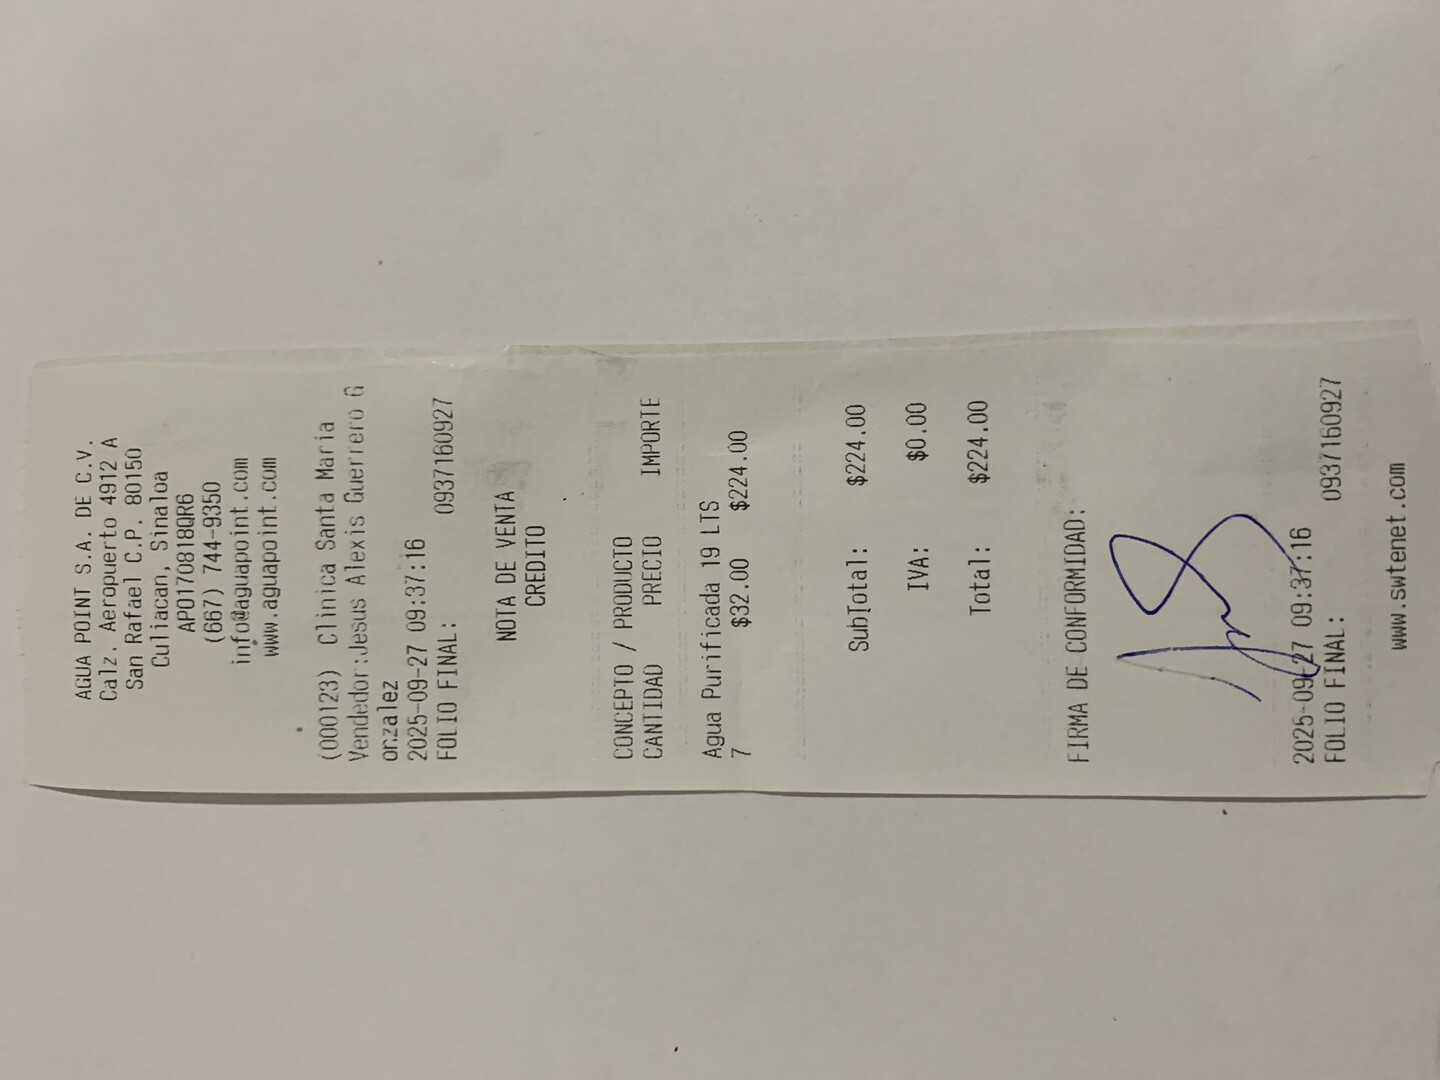 AGUA POINT S.A. DE C.V.
Calz. Aeropuerto 4912 A
San Rafael C.P. 80150
Culiacan, Sinaloa
APO170818QR6
(667) 744-9350
info@aguapoint.com
www.aguapoint.com
(000123) Clinica Santa Maria
Vendedor:Jesus Alexis Guerrero G
onzalez
2025-09-27 09:37:16
FOLIO FINAL: 0937160927
NOTA DE VENTA
CREDITO
CONCEPTO / PRODUCTO
CANTIDAD PRECIO IMPORTE
Agua Purificada 19 LTS
7 $32.00 $224.00
SubTotal: $224.00
IVA: $0.00
Total: $224.00
FIRMA DE CONFORMIDAD:
2025-09-27 09:37:16
FOLIO FINAL: 0937160927
www.swtenet.com